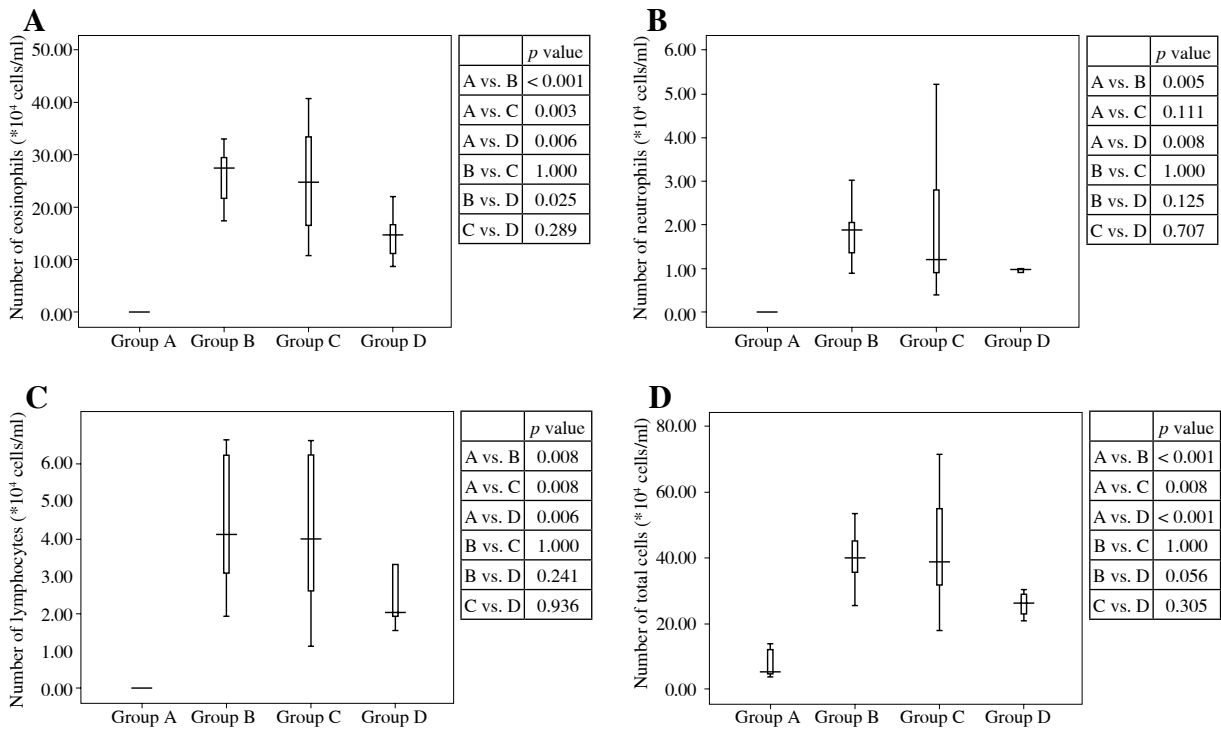 A
Number of eosinophils (*10⁴ cells/ml)
50.00
40.00
30.00
20.00
10.00
0.00
Group A Group B Group C Group D
p value
A vs. B < 0.001
A vs. C 0.003
A vs. D 0.006
B vs. C 1.000
B vs. D 0.025
C vs. D 0.289
B
Number of neutrophils (*10⁴ cells/ml)
6.00
5.00
4.00
3.00
2.00
1.00
0.00
Group A Group B Group C Group D
p value
A vs. B 0.005
A vs. C 0.111
A vs. D 0.008
B vs. C 1.000
B vs. D 0.125
C vs. D 0.707
C
Number of lymphocytes (*10⁴ cells/ml)
6.00
5.00
4.00
3.00
2.00
1.00
0.00
Group A Group B Group C Group D
p value
A vs. B 0.008
A vs. C 0.008
A vs. D 0.006
B vs. C 1.000
B vs. D 0.241
C vs. D 0.936
D
Number of total cells (*10⁴ cells/ml)
80.00
60.00
40.00
20.00
0.00
Group A Group B Group C Group D
p value
A vs. B < 0.001
A vs. C 0.008
A vs. D < 0.001
B vs. C 1.000
B vs. D 0.056
C vs. D 0.305